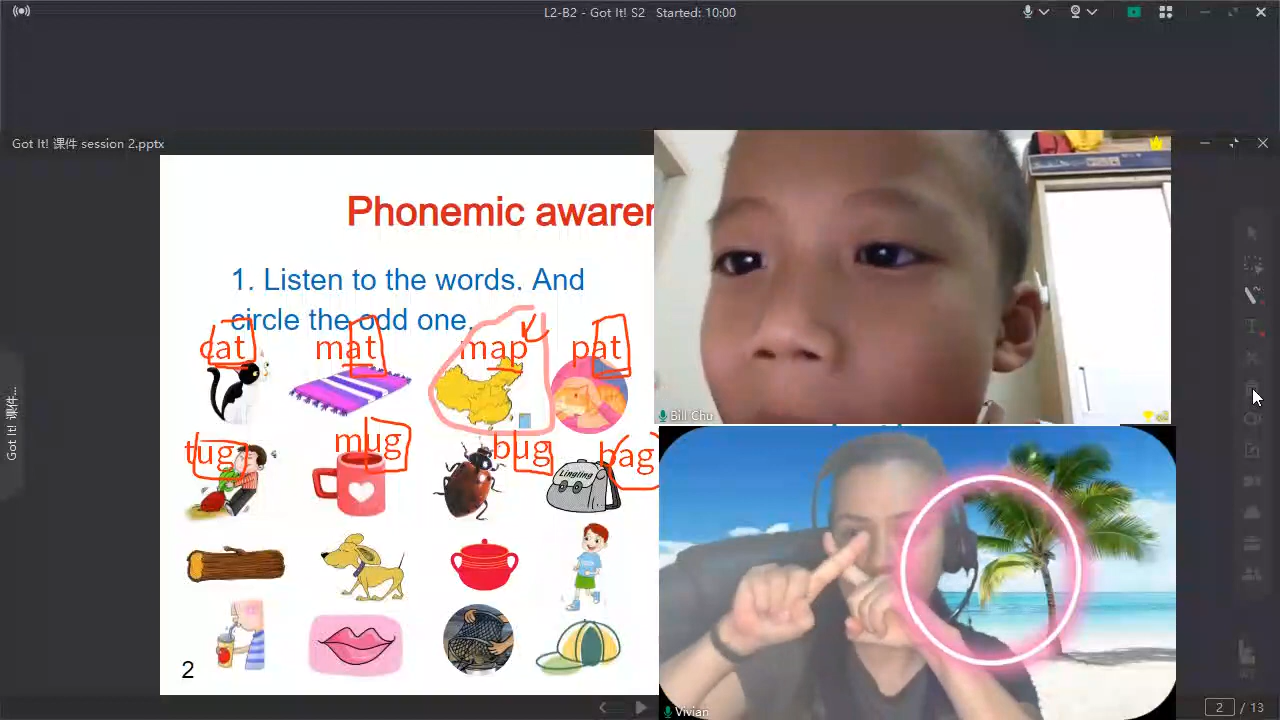 L2-B2 - Got It! S2 Started: 10:00
Got It! 课件 session 2.pptx
Phonemic awarer
1. Listen to the words. And
circle the odd one.
cat mat map pat
tug mug bug bag
Lingling
2
Got It! 课件...
Bill Chu
Vivian
2 / 13